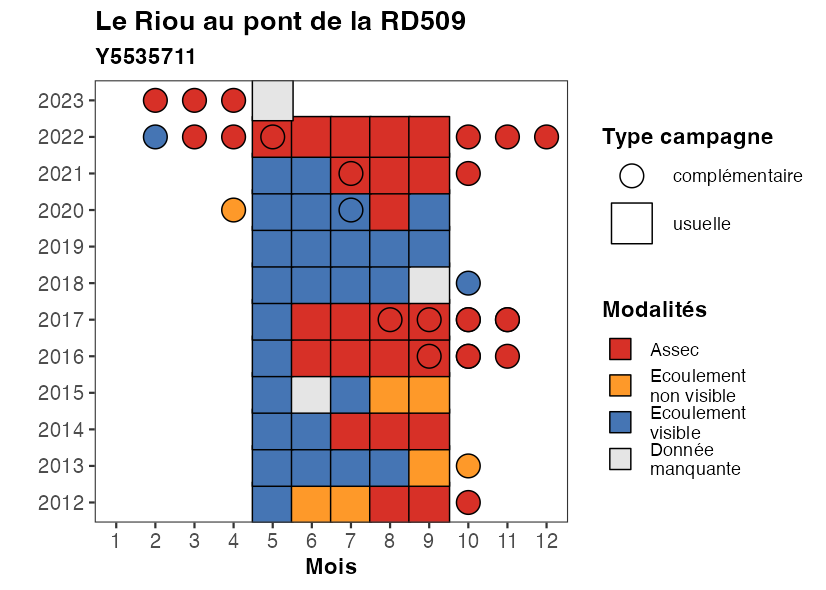 Le Riou au pont de la RD509
Y5535711
2023
2022
2021
2020
2019
2018
2017
2016
2015
2014
2013
2012
1 2 3 4 5 6 7 8 9 10 11 12
Mois
Type campagne
complémentaire
usuelle
Modalités
Assec
Ecoulement
non visible
Ecoulement
visible
Donnée
manquante